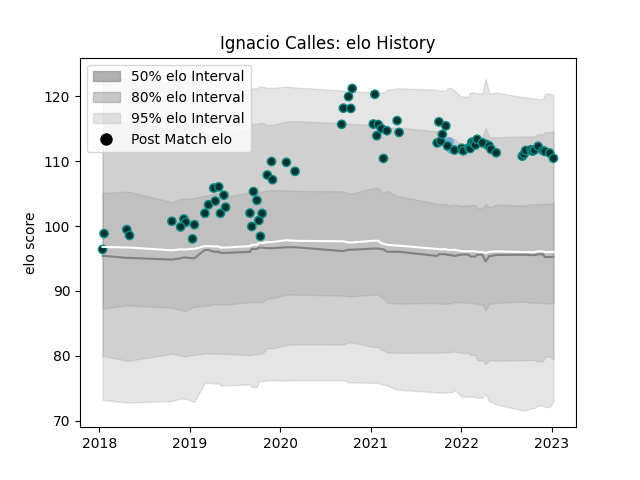 Ignacio Calles: elo History
50% elo Interval
80% elo Interval
95% elo Interval
Post Match elo
elo score
120
110
100
90
80
70
2018 2019 2020 2021 2022 2023